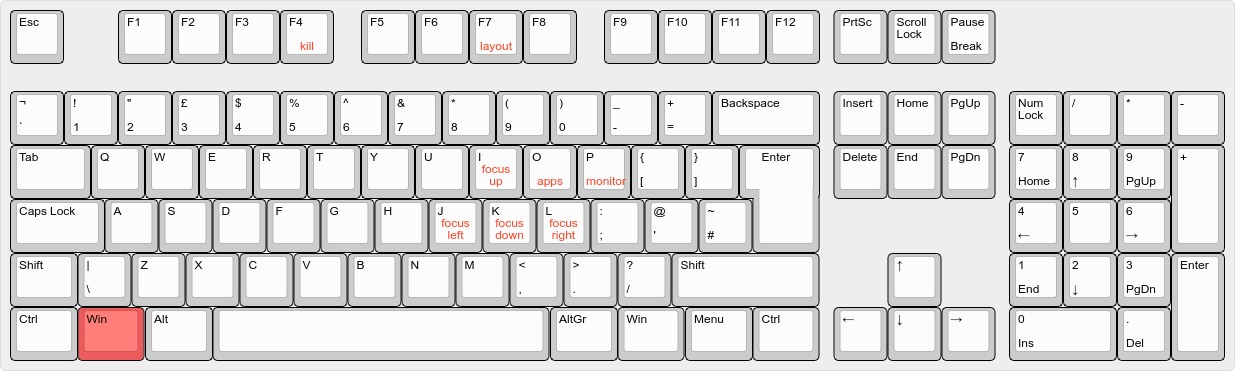 Esc F1 F2 F3 F4 F5 F6 F7 F8 F9 F10 F11 F12 PrtSc Scroll Pause
Lock
kill layout Break
¬ ! " £ $ % ^ & * ( ) _ + Backspace Insert Home PgUp Num / * -
Lock
` 1 2 3 4 5 6 7 8 9 0 - =
Tab Q W E R T Y U I O P { } Enter Delete End PgDn 7 8 9 +
focus
up apps monitor [ ] Home ↑ PgUp
Caps Lock A S D F G H J K L : @ ~ 4 5 6
focus focus focus
left down right ; ' # ← →
Shift | Z X C V B N M < > ? Shift ↑ 1 2 3 Enter
\ , . / End ↓ PgDn
Ctrl Win Alt AltGr Win Menu Ctrl ← ↓ → 0 .
Ins Del